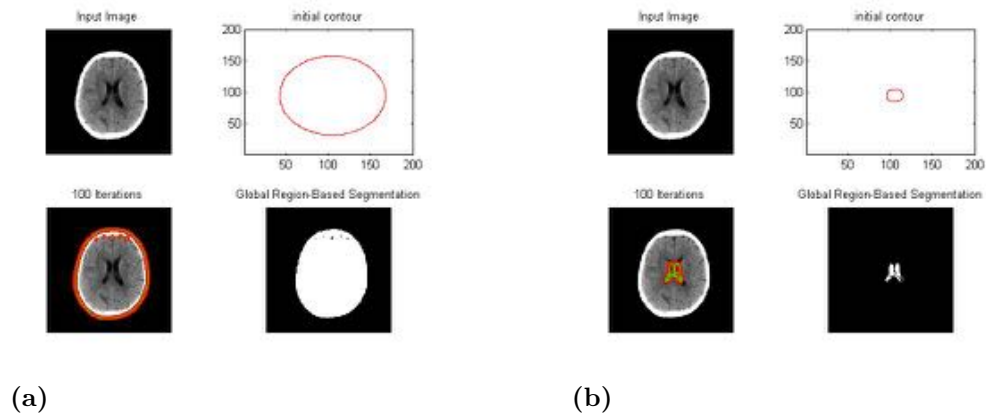 Input Image
initial contour
200
150
100
50
50
100
150
200
100 Iterations
Global Region-Based Segmentation
(a)
Input Image
initial contour
200
150
100
50
50
100
150
200
100 Iterations
Global Region-Based Segmentation
(b)